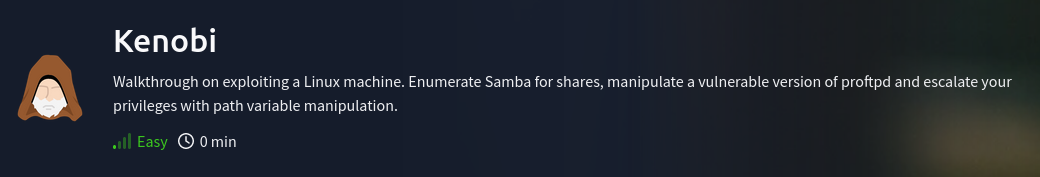 Kenobi
Walkthrough on exploiting a Linux machine. Enumerate Samba for shares, manipulate a vulnerable version of proftpd and escalate your
privileges with path variable manipulation.
Easy 0 min